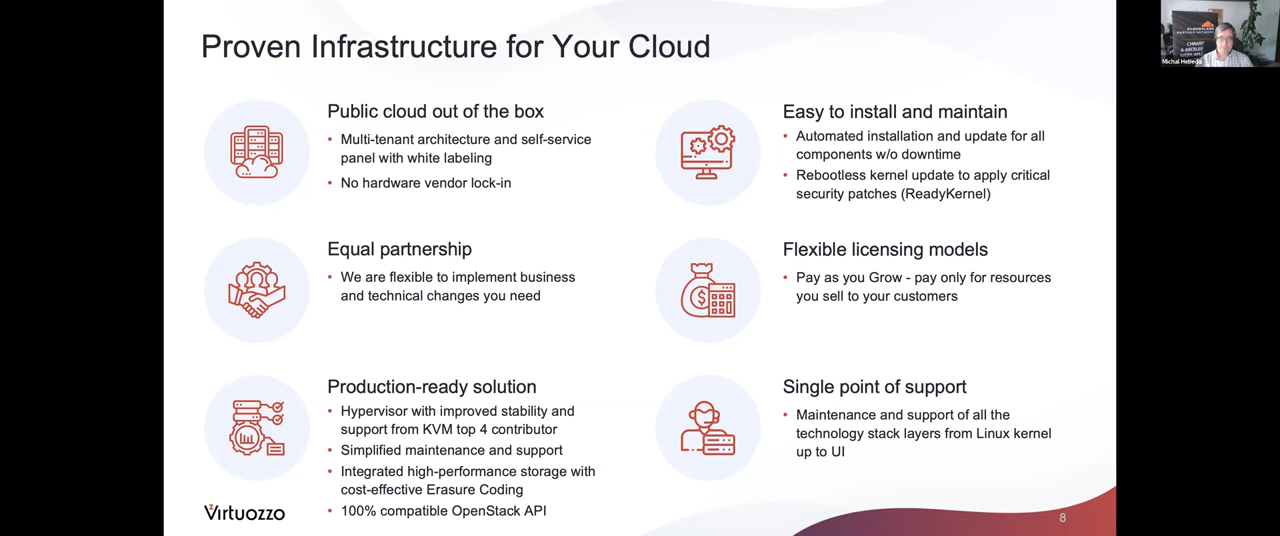 Proven Infrastructure for Your Cloud
Public cloud out of the box
• Multi-tenant architecture and self-service
panel with white labeling
• No hardware vendor lock-in
Equal partnership
• We are flexible to implement business
and technical changes you need
Production-ready solution
• Hypervisor with improved stability and
support from KVM top 4 contributor
• Simplified maintenance and support
• Integrated high-performance storage with
cost-effective Erasure Coding
• 100% compatible OpenStack API
Easy to install and maintain
• Automated installation and update for all
components w/o downtime
• Rebootless kernel update to apply critical
security patches (ReadyKernel)
Flexible licensing models
• Pay as you Grow - pay only for resources
you sell to your customers
Single point of support
• Maintenance and support of all the
technology stack layers from Linux kernel
up to UI
Virtuozzo
8
CLOUDFLARE
PARTNER NETWORK
Michal Hebeda